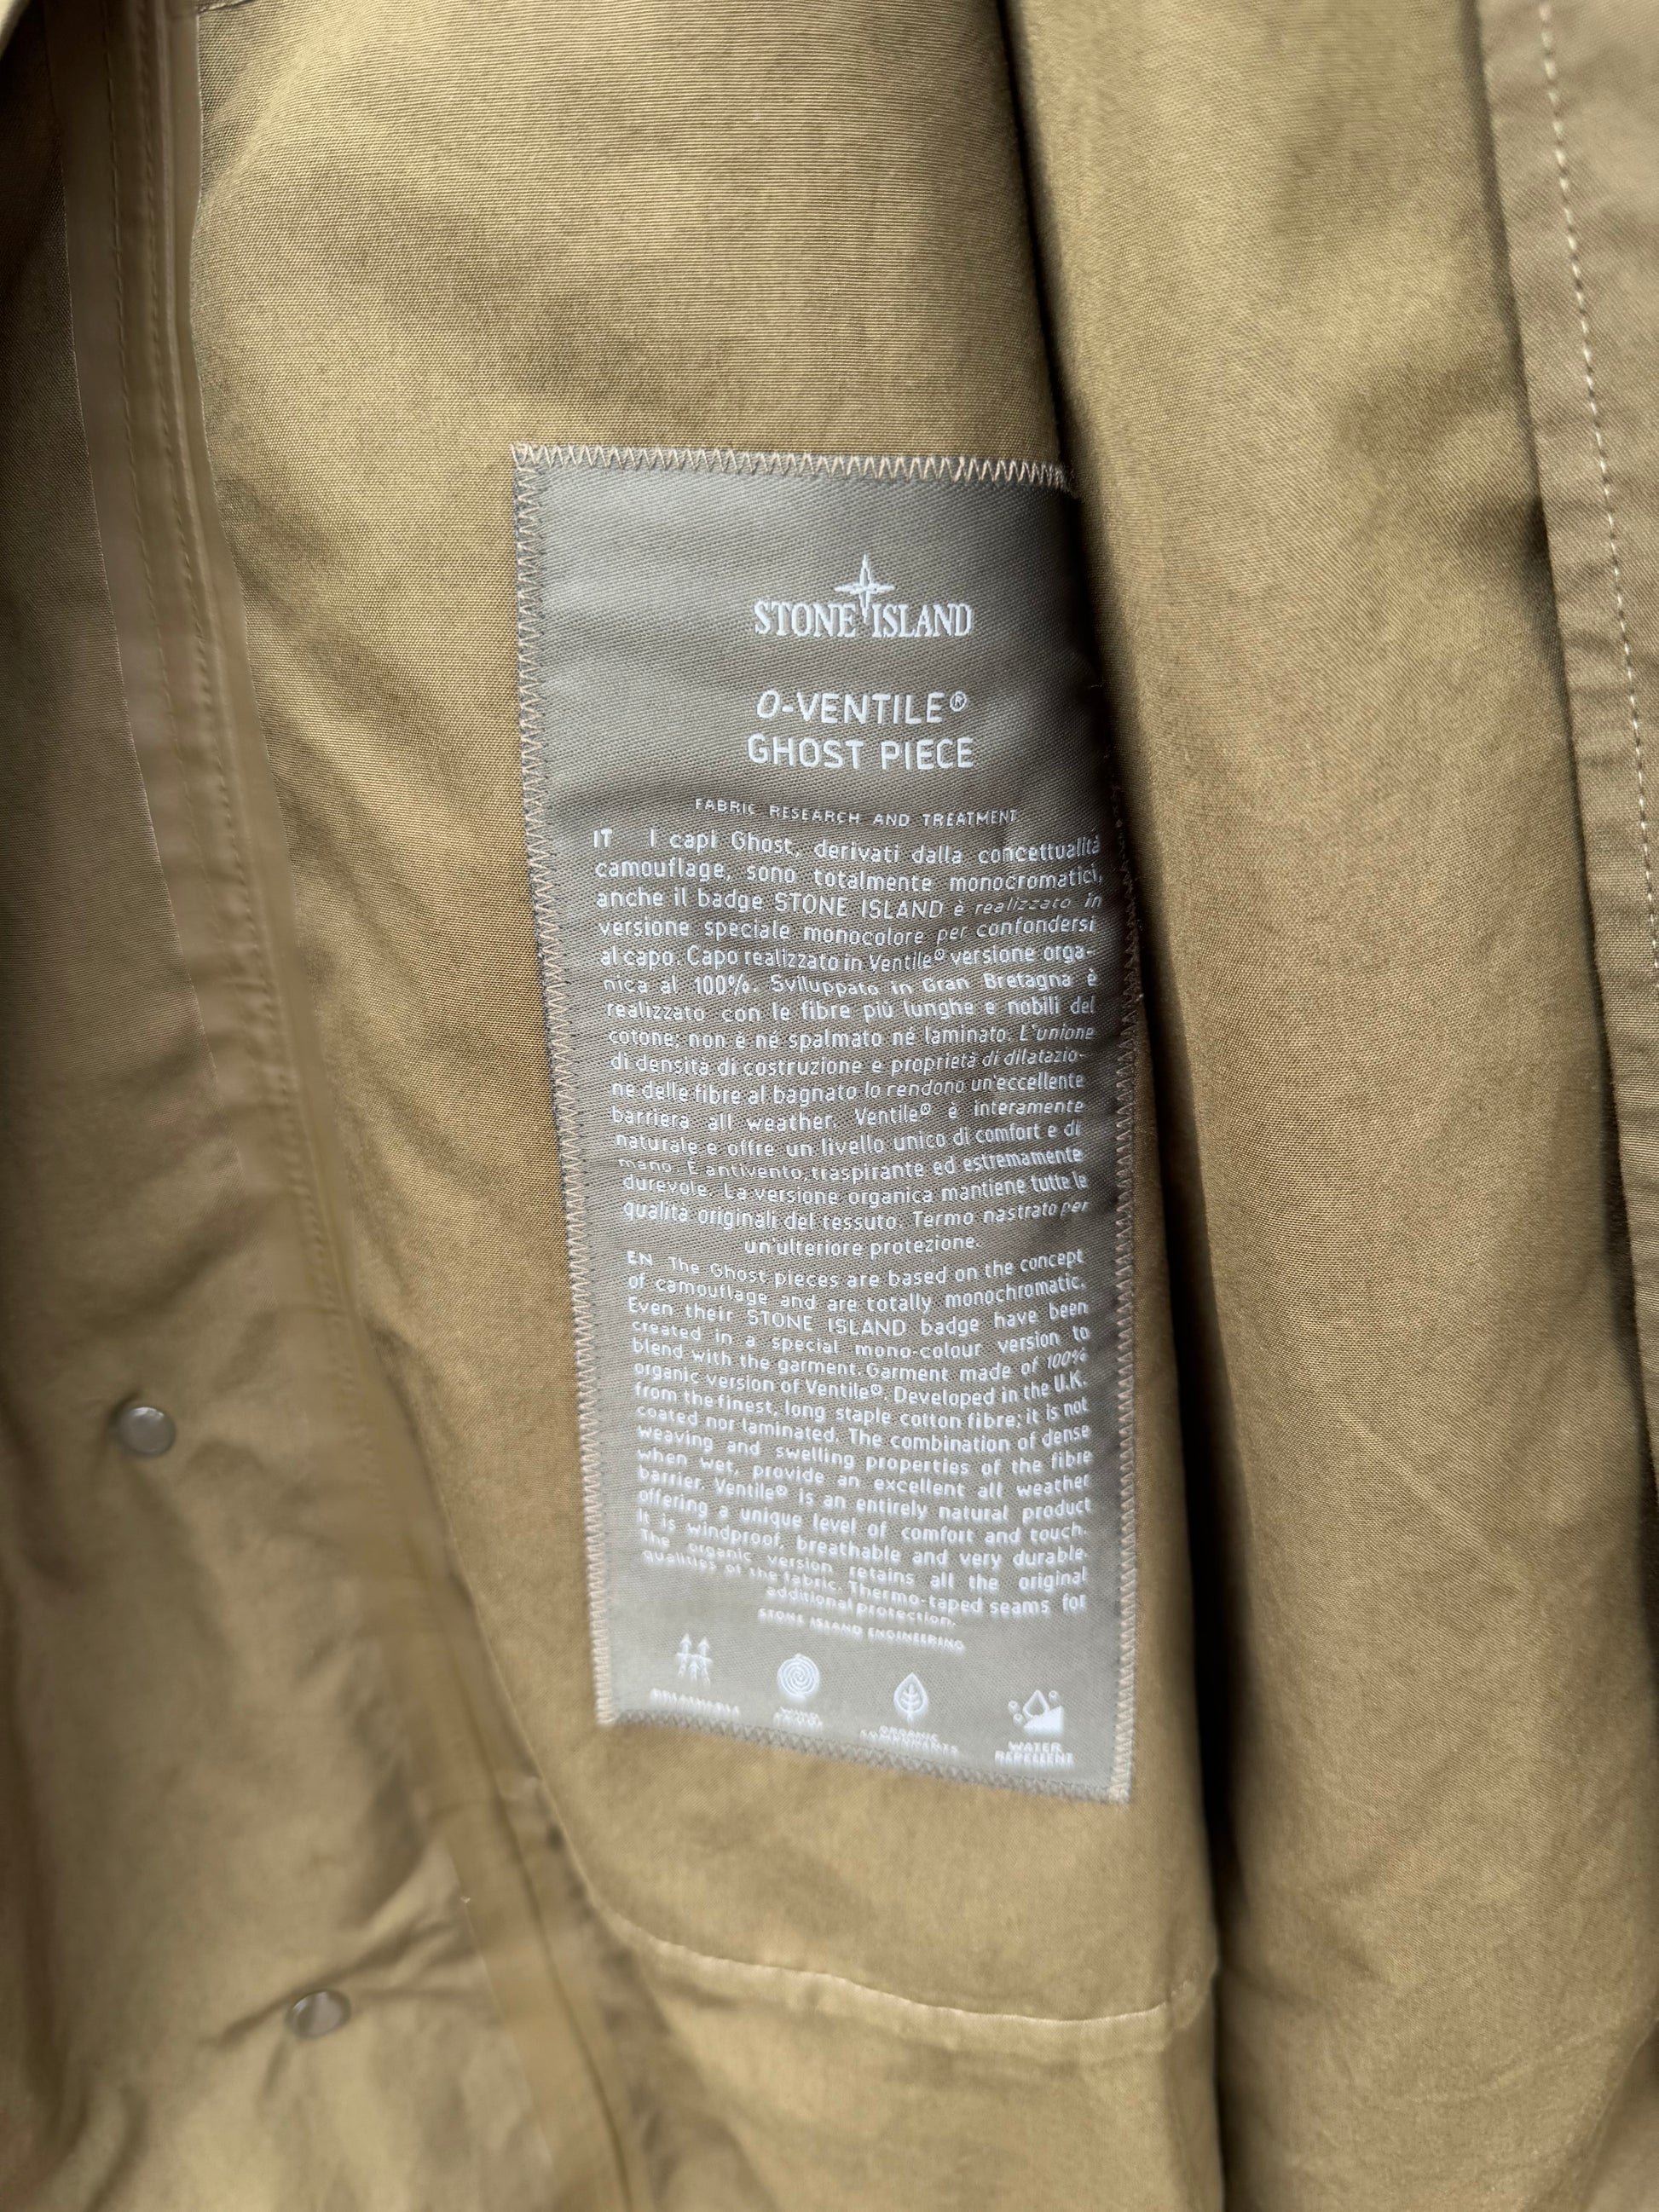 STONE ISLAND
O-VENTILE®
GHOST PIECE
FABRIC RESEARCH AND TREATMENT
IT I capi Ghost, derivati dalla concettualità
camouflage, sono totalmente monocromatici,
anche il badge STONE ISLAND è realizzato in
versione speciale monocolore per confondersi
al capo. Capo realizzato in Ventile® versione orga-
nica al 100%. Sviluppato in Gran Bretagna è
realizzato con le fibre più lunghe e nobili del
cotone; non è né spalmato né laminato. L'unione
di densità di costruzione e proprietà di dilatazio-
ne delle fibre al bagnato lo rendono un'eccellente
barriera all weather. Ventile® è interamente
naturale e offre un livello unico di comfort e di
mano. È antivento, traspirante ed estremamente
durevole. La versione organica mantiene tutte le
qualità originali del tessuto. Termo nastrato per
un'ulteriore protezione.
EN The Ghost pieces are based on the concept
of camouflage and are totally monochromatic.
Even their STONE ISLAND badge have been
created in a special mono-colour version to
blend with the garment. Garment made of 100%
organic version of Ventile®. Developed in the U.K.
from the finest, long staple cotton fibre; it is not
coated nor laminated. The combination of dense
weaving and swelling properties of the fibre
when wet, provide an excellent all weather
barrier. Ventile® is an entirely natural product
offering a unique level of comfort and touch.
It is windproof, breathable and very durable.
The organic version retains all the original
qualities of the fabric. Thermo-taped seams for
additional protection.
STONE ISLAND ENGINEERING
BREATHABLE
WIND
PROOF
ORGANIC
COMPONENTS
WATER
REPELLENT